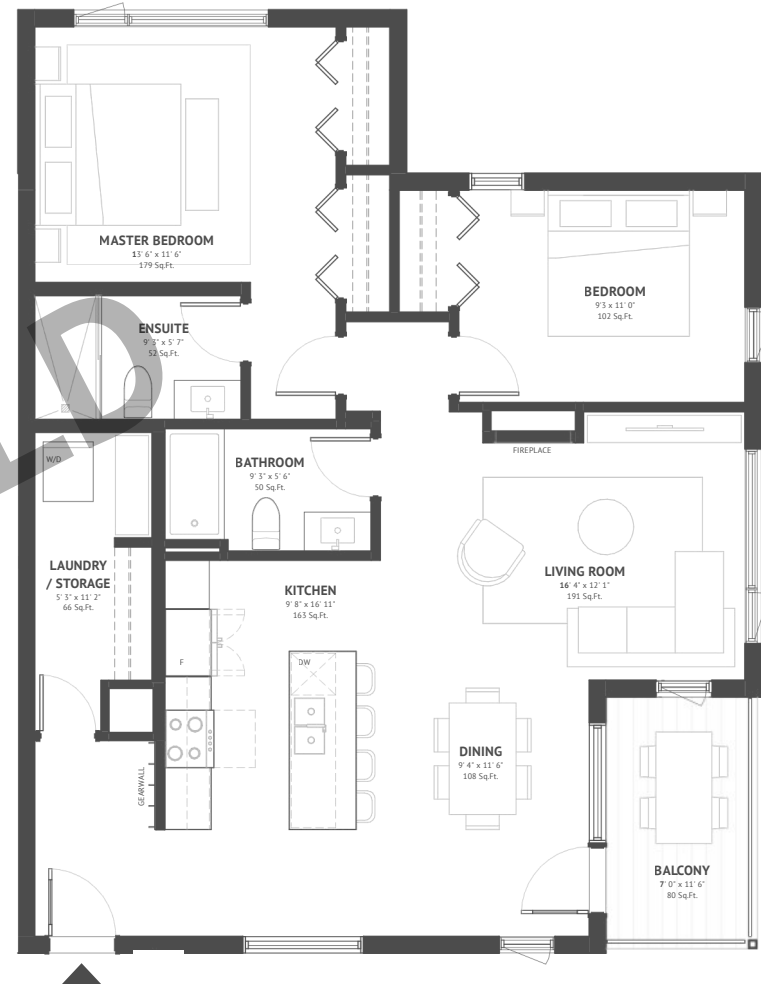 MASTER BEDROOM
13' 6" x 11' 6"
179 Sq.Ft.
BEDROOM
9'3 x 11' 0"
102 Sq.Ft.
ENSUITE
9' 3" x 5' 7"
52 Sq.Ft.
LD
W/D
BATHROOM
9' 3" x 5' 6"
50 Sq.Ft.
FIREPLACE
LAUNDRY
/ STORAGE
5' 3" x 11' 2"
66 Sq.Ft.
KITCHEN
9' 8" x 16' 11"
163 Sq.Ft.
LIVING ROOM
16' 4" x 12' 1"
191 Sq.Ft.
F
DW
DINING
9' 4" x 11' 6"
108 Sq.Ft.
GEARWALL
BALCONY
7' 0" x 11' 6"
80 Sq.Ft.